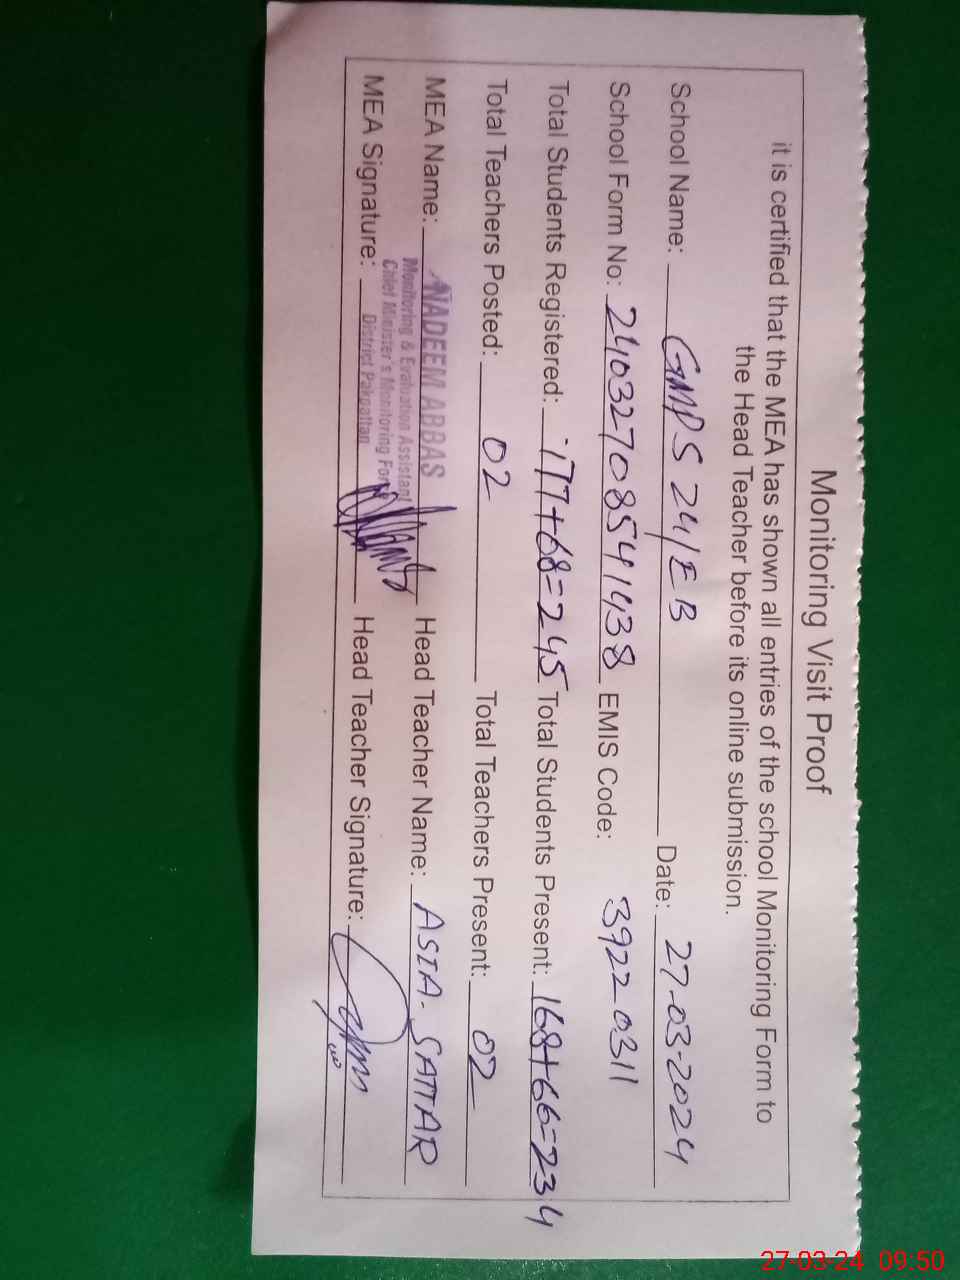 Monitoring Visit Proof
it is certified that the MEA has shown all entries of the school Monitoring Form to
the Head Teacher before its online submission.
School Name: GMPS 24/EB Date: 27-03-2024
School Form No: 24032708541438 EMIS Code: 39220311
Total Students Registered: 177+68=245 Total Students Present: 168+66=234
Total Teachers Posted: 02 Total Teachers Present: 02
MEA Name: NADEEM ABBAS Head Teacher Name: ASIA. SATTAR
Monitoring & Evaluation Assistant
Chief Minister's Monitoring Force
District Pakpattan
MEA Signature: Head Teacher Signature:
27-03-24 09:50